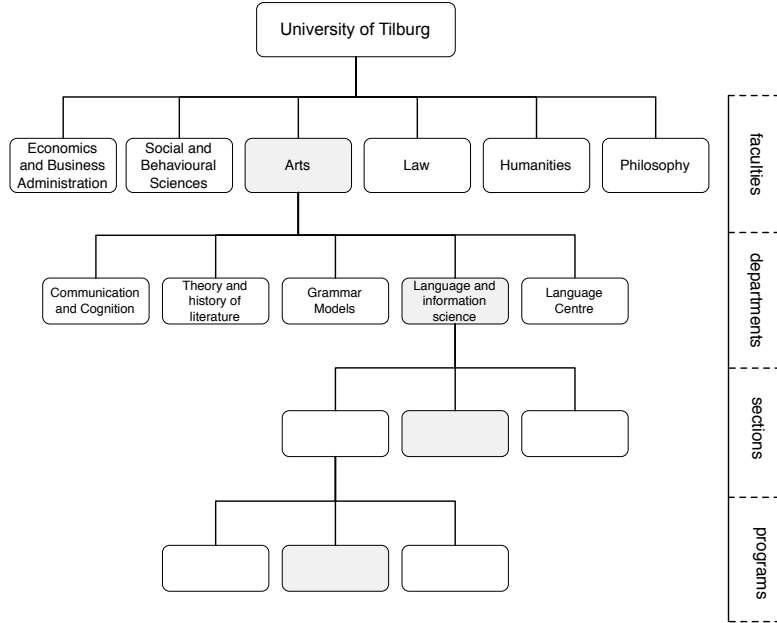 University of Tilburg
Economics
and Business
Administration
Social and
Behavioural
Sciences
Arts
Law
Humanities
Philosophy
faculties
Communication
and Cognition
Theory and
history of
literature
Grammar
Models
Language and
information
science
Language
Centre
departments
sections
programs